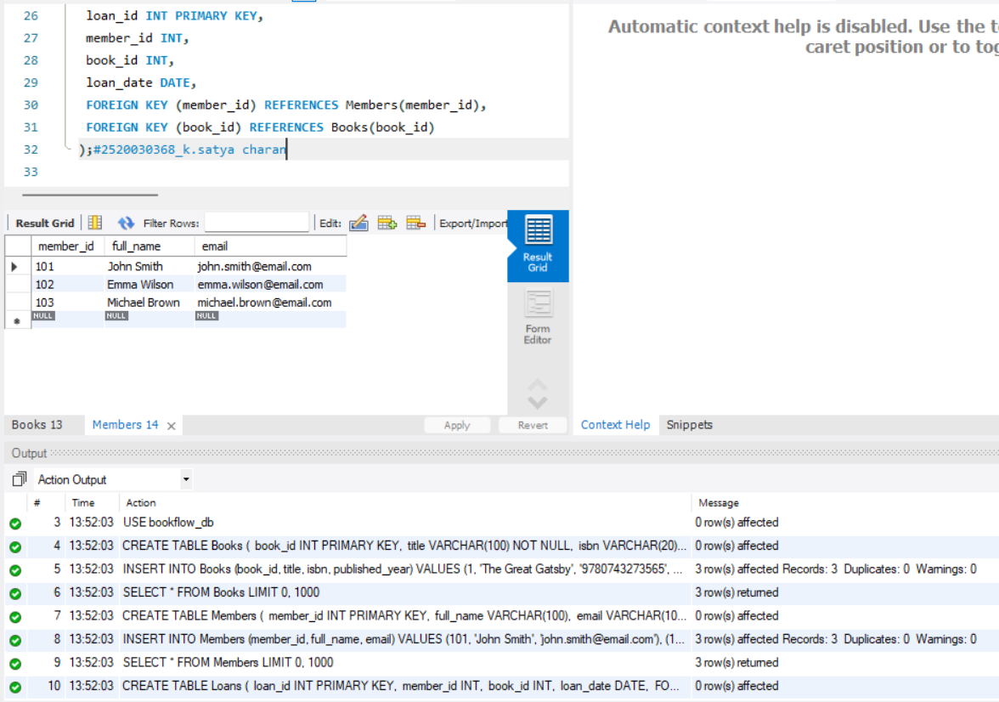 26 loan_id INT PRIMARY KEY,
27 member_id INT,
28 book_id INT,
29 loan_date DATE,
30 FOREIGN KEY (member_id) REFERENCES Members(member_id),
31 FOREIGN KEY (book_id) REFERENCES Books(book_id)
32 );#2520030368_k.satya charan
33
Automatic context help is disabled. Use the
caret position or to
Result Grid Filter Rows: Edit: Export/Import
member_id full_name email
101 John Smith john.smith@email.com
102 Emma Wilson emma.wilson@email.com
103 Michael Brown michael.brown@email.com
NULL NULL NULL
Result
Grid
Form
Editor
Books 13 Members 14 Apply Revert Context Help Snippets
Output
Action Output
# Time Action Message
3 13:52:03 USE bookflow_db 0 row(s) affected
4 13:52:03 CREATE TABLE Books ( book_id INT PRIMARY KEY, title VARCHAR(100) NOT NULL, isbn VARCHAR(20)... 0 row(s) affected
5 13:52:03 INSERT INTO Books (book_id, title, isbn, published_year) VALUES (1, 'The Great Gatsby', '9780743273565', ... 3 row(s) affected Records: 3 Duplicates: 0 Warnings: 0
6 13:52:03 SELECT * FROM Books LIMIT 0, 1000 3 row(s) returned
7 13:52:03 CREATE TABLE Members ( member_id INT PRIMARY KEY, full_name VARCHAR(100), email VARCHAR(10... 0 row(s) affected
8 13:52:03 INSERT INTO Members (member_id, full_name, email) VALUES (101, 'John Smith', 'john.smith@email.com'), (1... 3 row(s) affected Records: 3 Duplicates: 0 Warnings: 0
9 13:52:03 SELECT * FROM Members LIMIT 0, 1000 3 row(s) returned
10 13:52:03 CREATE TABLE Loans ( loan_id INT PRIMARY KEY, member_id INT, book_id INT, loan_date DATE, FO... 0 row(s) affected